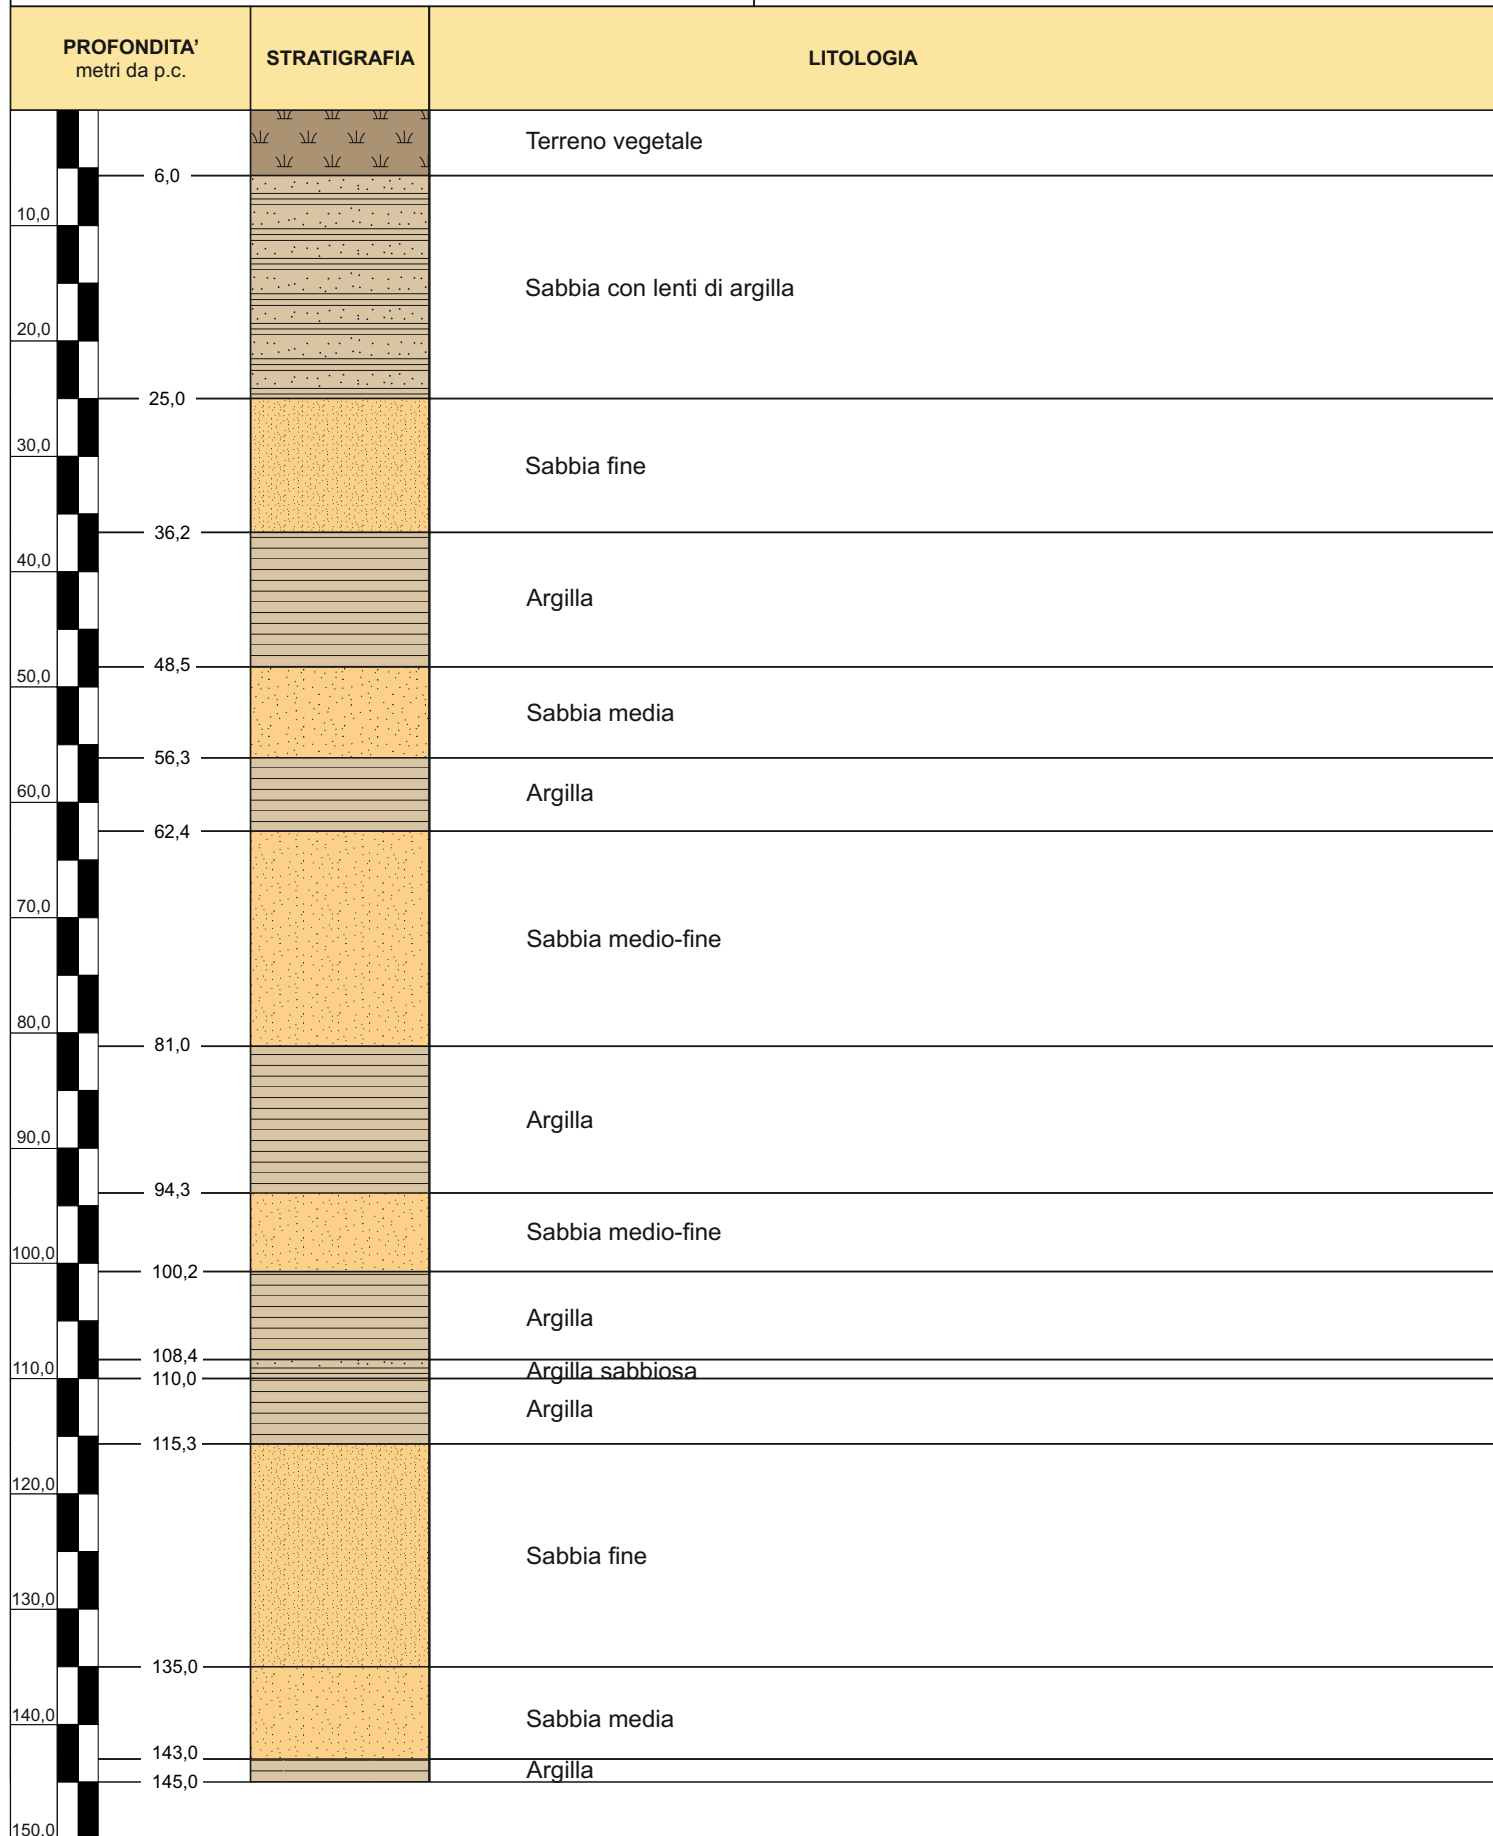 PROFONDITA’
metri da p.c.
STRATIGRAFIA
LITOLOGIA
Terreno vegetale
6,0
10,0
Sabbia con lenti di argilla
20,0
25,0
30,0
Sabbia fine
36,2
40,0
Argilla
48,5
50,0
Sabbia media
56,3
60,0
Argilla
62,4
70,0
Sabbia medio-fine
80,0
81,0
Argilla
90,0
94,3
Sabbia medio-fine
100,0
100,2
Argilla
108,4
110,0
Argilla sabbiosa
110,0
Argilla
115,3
120,0
Sabbia fine
130,0
135,0
140,0
Sabbia media
143,0
Argilla
145,0
150,0